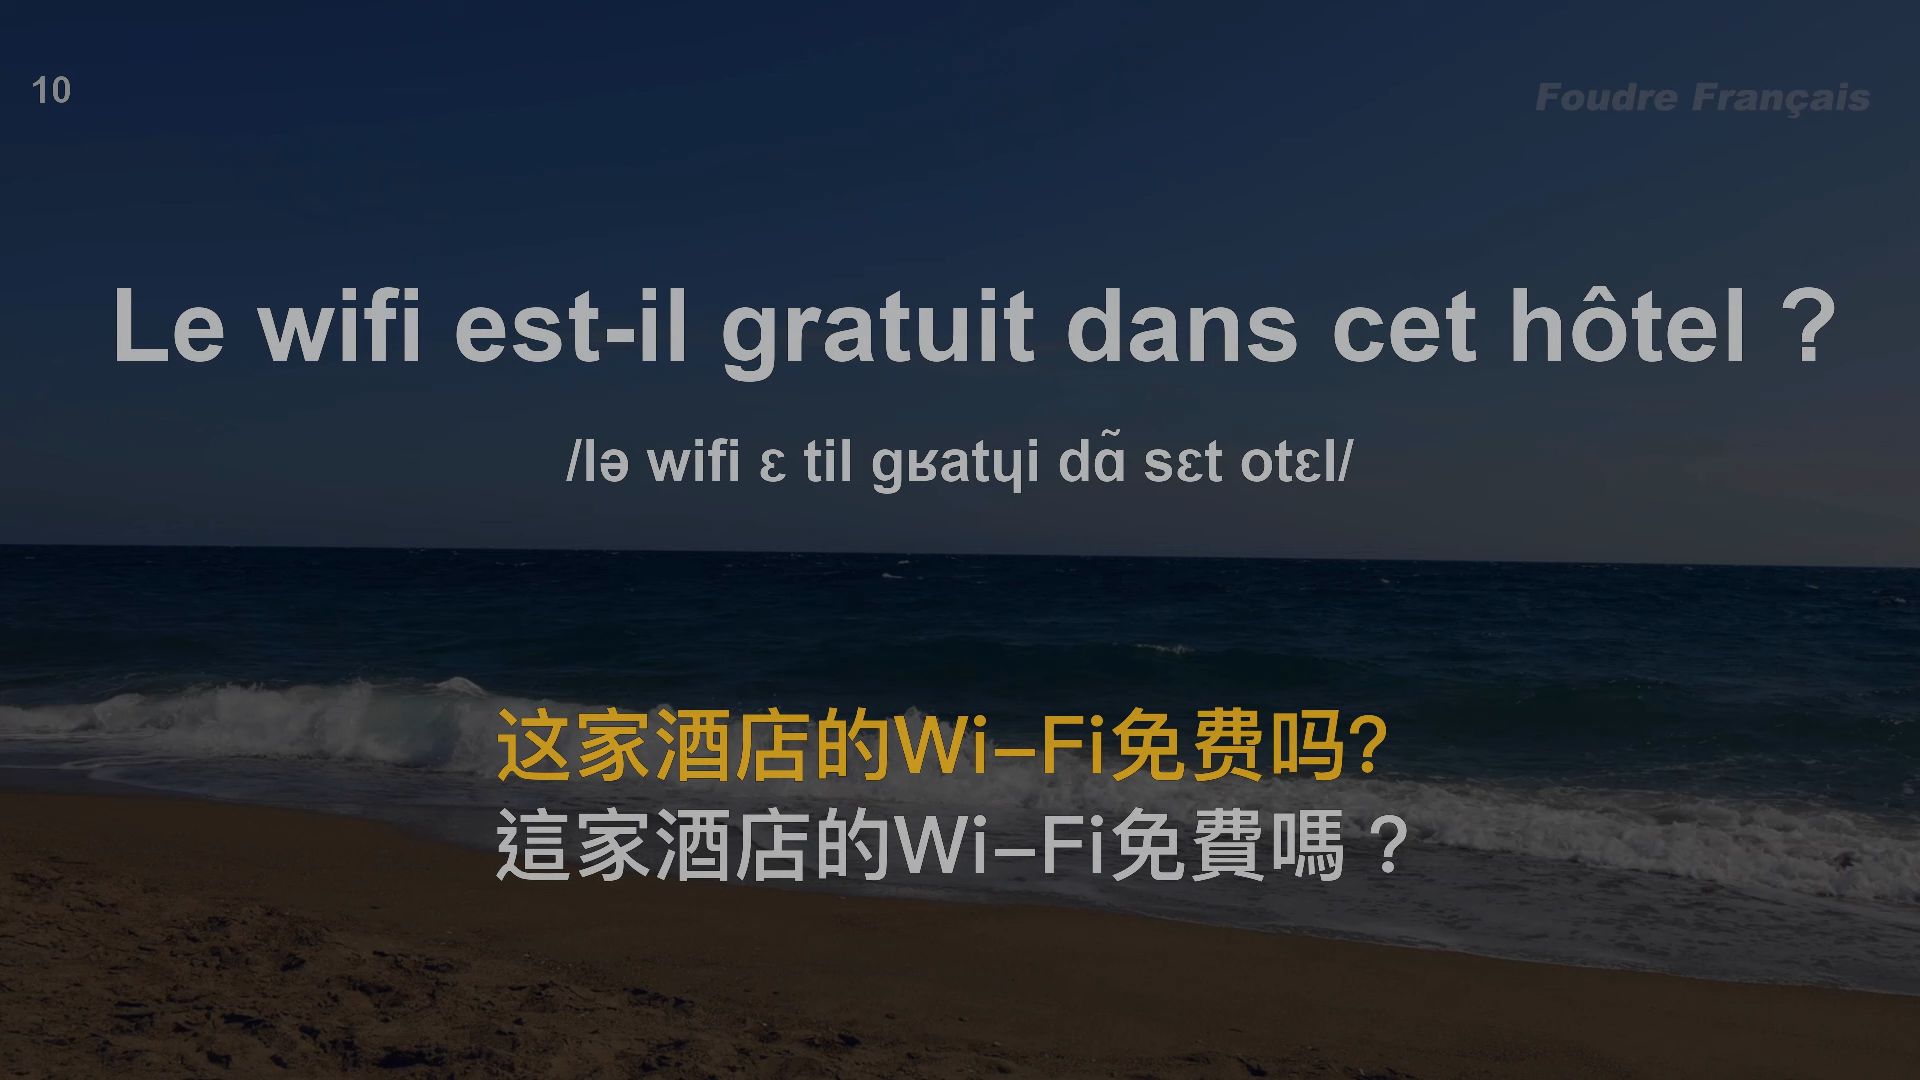 10
Foudre Français
Le wifi est-il gratuit dans cet hôtel ?
/lə wifi ɛ til gʁatɥi dɑ̃ sɛt otɛl/
这家酒店的Wi-Fi免费吗?
這家酒店的Wi-Fi免費嗎？